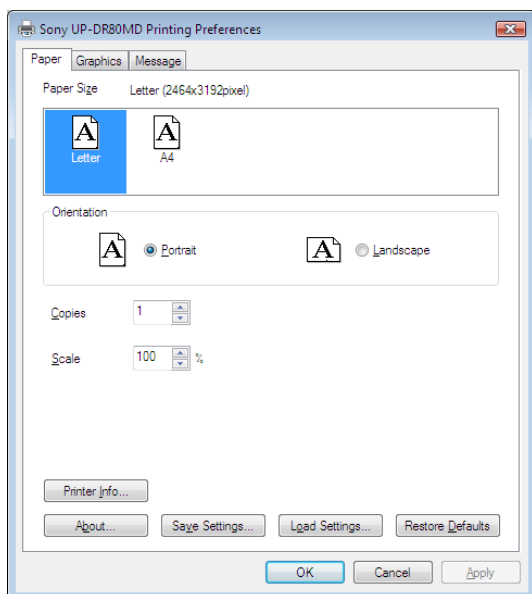 Sony UP-DR80MD Printing Preferences
Paper Graphics Message
Paper Size Letter (2464x3192pixel)
A A
Letter A4
Orientation
A Portrait A Landscape
Copies 1
Scale 100 %
Printer Info...
About... Save Settings... Load Settings... Restore Defaults
OK Cancel Apply